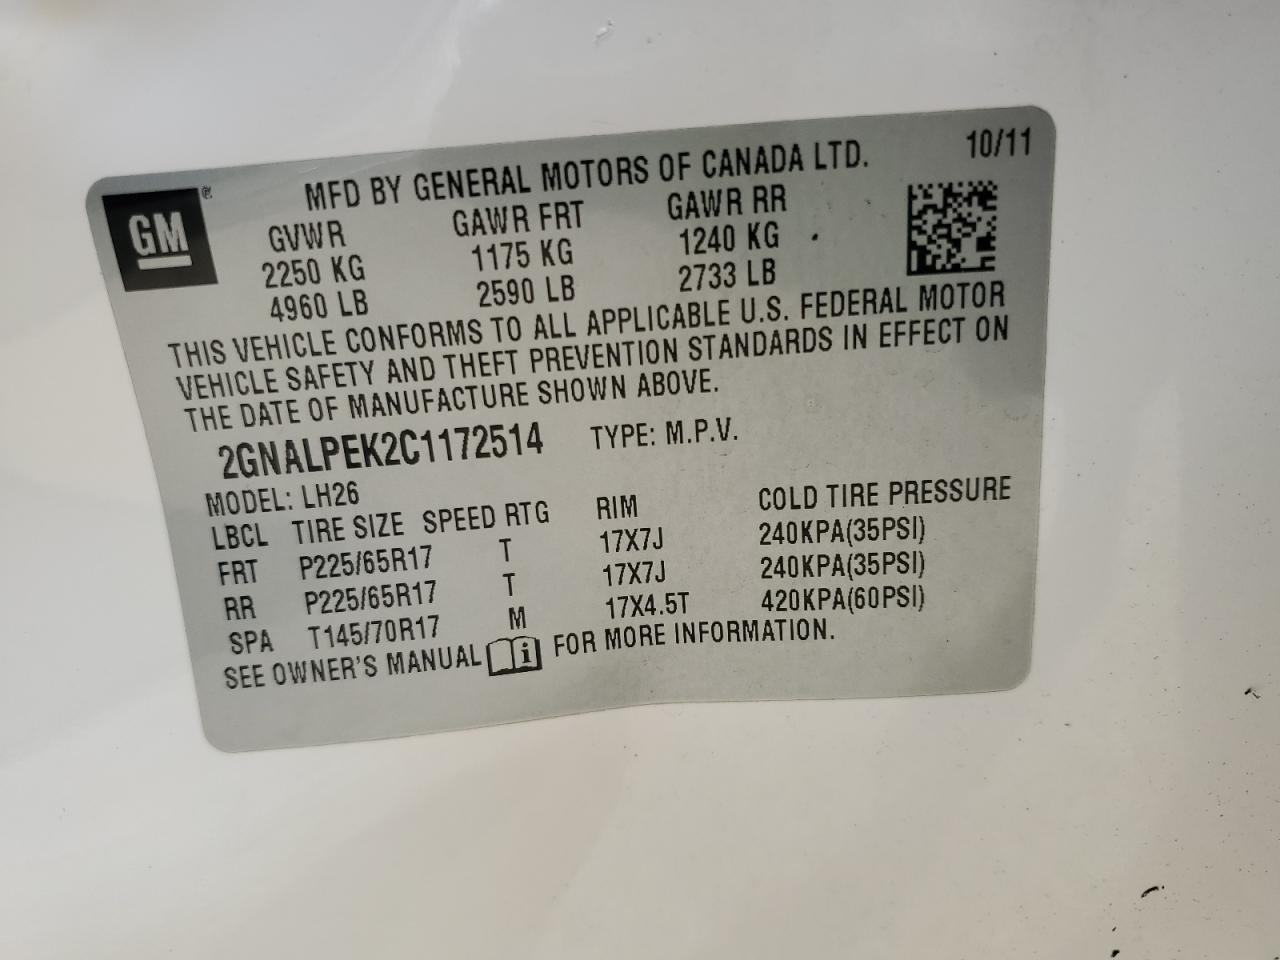 GM®
MFD BY GENERAL MOTORS OF CANADA LTD. 10/11
GVWR GAWR FRT GAWR RR
2250 KG 1175 KG 1240 KG
4960 LB 2590 LB 2733 LB
THIS VEHICLE CONFORMS TO ALL APPLICABLE U.S. FEDERAL MOTOR
VEHICLE SAFETY AND THEFT PREVENTION STANDARDS IN EFFECT ON
THE DATE OF MANUFACTURE SHOWN ABOVE.
2GNALPEK2C1172514 TYPE: M.P.V.
MODEL: LH26
LBCL TIRE SIZE SPEED RTG RIM COLD TIRE PRESSURE
FRT P225/65R17 T 17X7J 240KPA(35PSI)
RR P225/65R17 T 17X7J 240KPA(35PSI)
SPA T145/70R17 M 17X4.5T 420KPA(60PSI)
SEE OWNER'S MANUAL i FOR MORE INFORMATION.